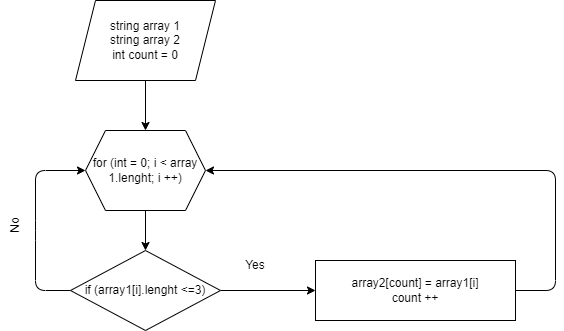 string array 1
string array 2
int count = 0
for (int = 0; i < array
1.lenght; i ++)
No
if (array1[i].lenght <=3)
Yes
array2[count] = array1[i]
count ++